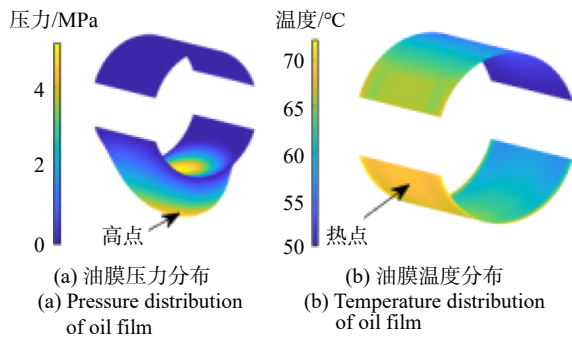 压力/MPa
4
2
0
高点
(a) 油膜压力分布
(a) Pressure distribution
of oil film
温度/℃
70
65
60
55
50
热点
(b) 油膜温度分布
(b) Temperature distribution
of oil film